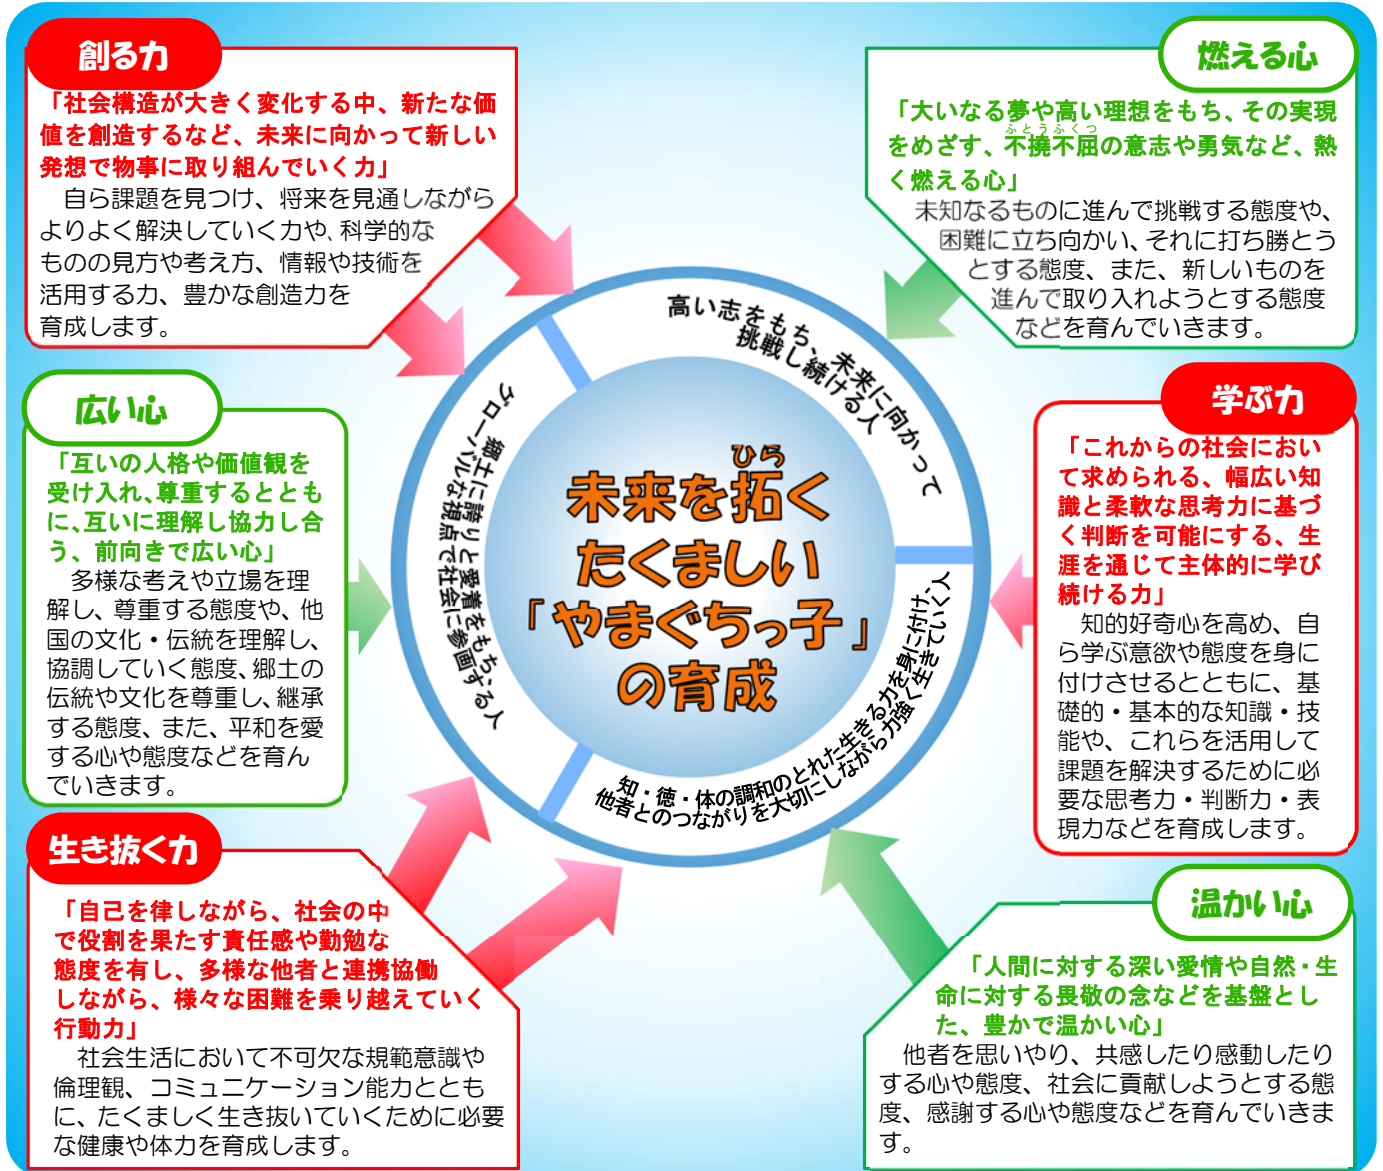 創る力
「社会構造が大きく変化する中、新たな価
値を創造するなど、未来に向かって新しい
発想で物事に取り組んでいく力」
自ら課題を見つけ、将来を見通しながら
よりよく解決していく力や、科学的な
ものの見方や考え方、情報や技術を
活用する力、豊かな創造力を
育成します。
燃える心
「大いなる夢や高い理想をもち、その実現
ふとうふくつ
をめざす、不撓不屈の意志や勇気など、熱
く燃える心」
未知なるものに進んで挑戦する態度や、
困難に立ち向かい、それに打ち勝とう
とする態度、また、新しいものを
進んで取り入れようとする態度
などを育んでいきます。
広い心
「互いの人格や価値観を
受け入れ、尊重するととも
に、互いに理解し協力し合
う、前向きで広い心」
多様な考えや立場を理
解し、尊重する態度や、他
国の文化・伝統を理解し、
協調していく態度、郷土の
伝統や文化を尊重し、継承
する態度、また、平和を愛
する心や態度などを育ん
でいきます。
高い志をもち、未来に向かって
挑戦し続ける人
郷土に誇りと愛着をもち、
グローバルな視点で社会に参画する人
知・徳・体の調和のとれた生きる力を身に付け、
他者とのつながりを大切にしながら力強く生きていく人
ひら
未来を拓く
たくましい
「やまぐちっ子」
の育成
学ぶ力
「これからの社会におい
て求められる、幅広い知
識と柔軟な思考力に基づ
く判断を可能にする、生
涯を通じて主体的に学び
続ける力」
知的好奇心を高め、自
ら学ぶ意欲や態度を身に
付けさせるとともに、基
礎的・基本的な知識・技
能や、これらを活用して
課題を解決するために必
要な思考力・判断力・表
現力などを育成します。
生き抜く力
「自己を律しながら、社会の中
で役割を果たす責任感や勤勉な
態度を有し、多様な他者と連携協働
しながら、様々な困難を乗り越えていく
行動力」
社会生活において不可欠な規範意識や
倫理観、コミュニケーション能力ととも
に、たくましく生き抜いていくために必要
な健康や体力を育成します。
温かい心
「人間に対する深い愛情や自然・生
命に対する畏敬の念などを基盤とし
た、豊かで温かい心」
他者を思いやり、共感したり感動したり
する心や態度、社会に貢献しようとする態
度、感謝する心や態度などを育んでいきま
す。